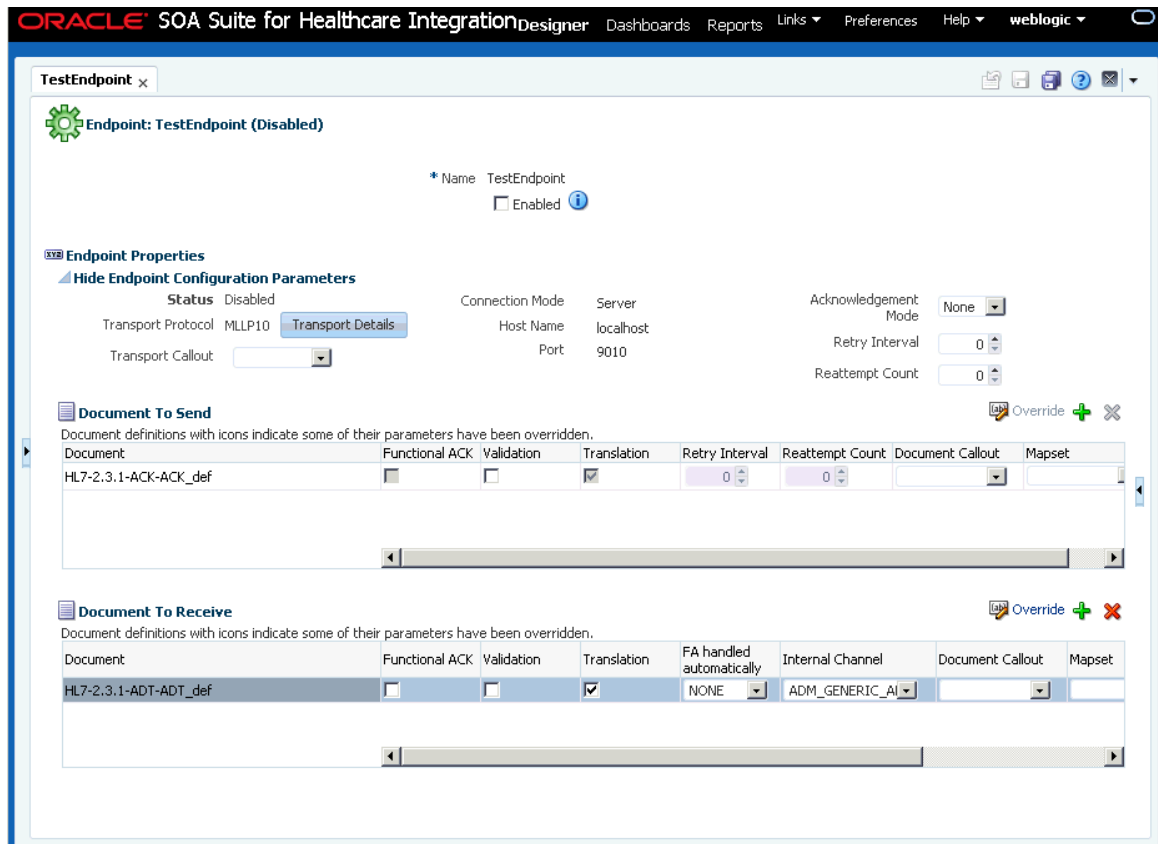 ORACLE SOA Suite for Healthcare Integration Designer Dashboards Reports Links Preferences Help weblogic
TestEndpoint
Endpoint: TestEndpoint (Disabled)
* Name TestEndpoint
Enabled
XYZ Endpoint Properties
Hide Endpoint Configuration Parameters
Status Disabled Connection Mode Server Acknowledgement Mode None
Transport Protocol MLLP10 Transport Details Host Name localhost Retry Interval 0
Transport Callout Port 9010 Reattempt Count 0
Document To Send Override
Document definitions with icons indicate some of their parameters have been overridden.
Document Functional ACK Validation Translation Retry Interval Reattempt Count Document Callout Mapset
HL7-2.3.1-ACK-ACK_def 0 0
Document To Receive Override
Document definitions with icons indicate some of their parameters have been overridden.
Document Functional ACK Validation Translation FA handled automatically Internal Channel Document Callout Mapset
HL7-2.3.1-ADT-ADT_def NONE ADM_GENERIC_A